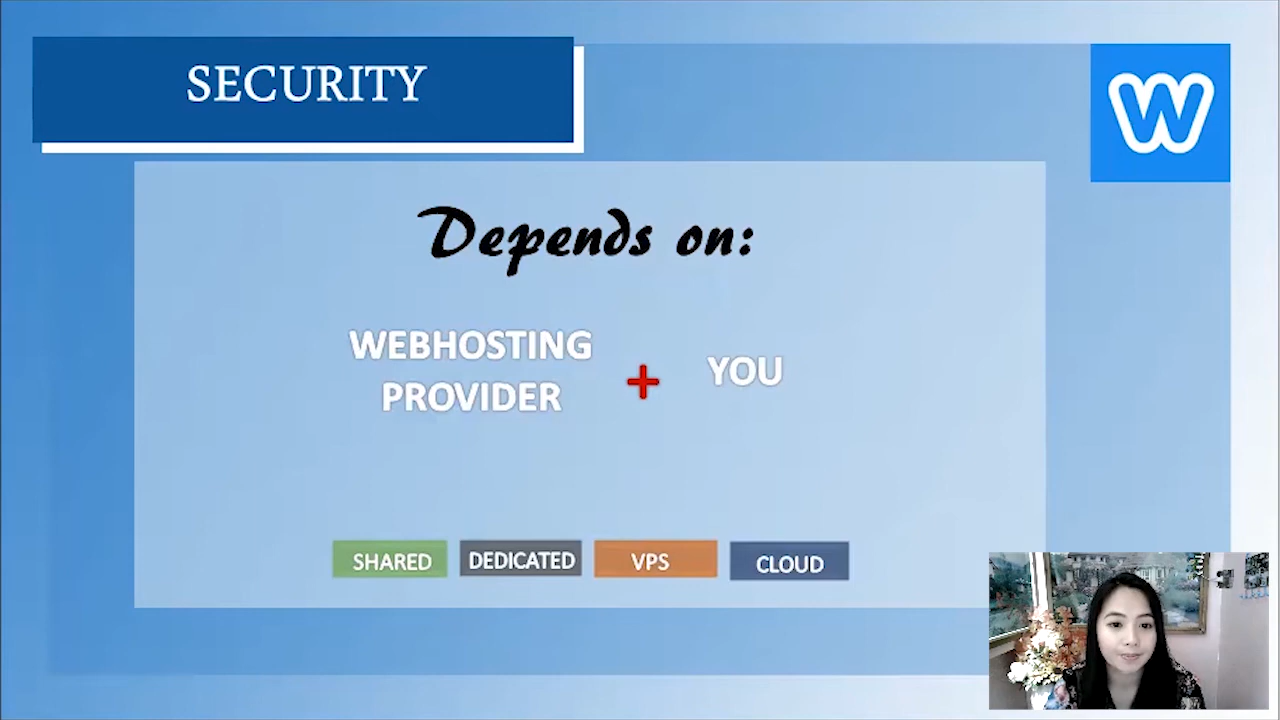 SECURITY
W
Depends on:
WEBHOSTING
PROVIDER
+
YOU
SHARED
DEDICATED
VPS
CLOUD